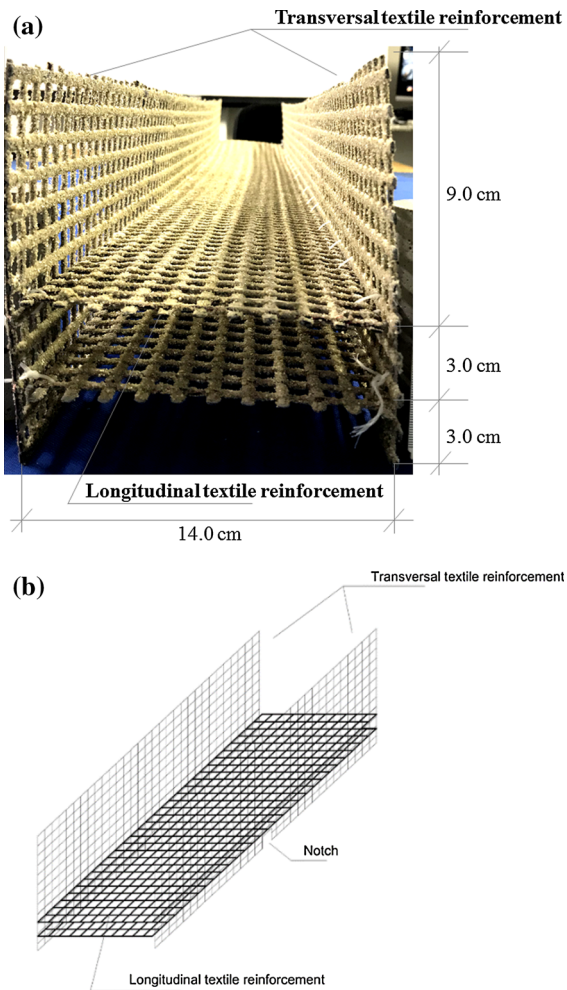 (a)
Transversal textile reinforcement
9.0 cm
3.0 cm
3.0 cm
Longitudinal textile reinforcement
14.0 cm
(b)
Transversal textile reinforcement
Notch
Longitudinal textile reinforcement